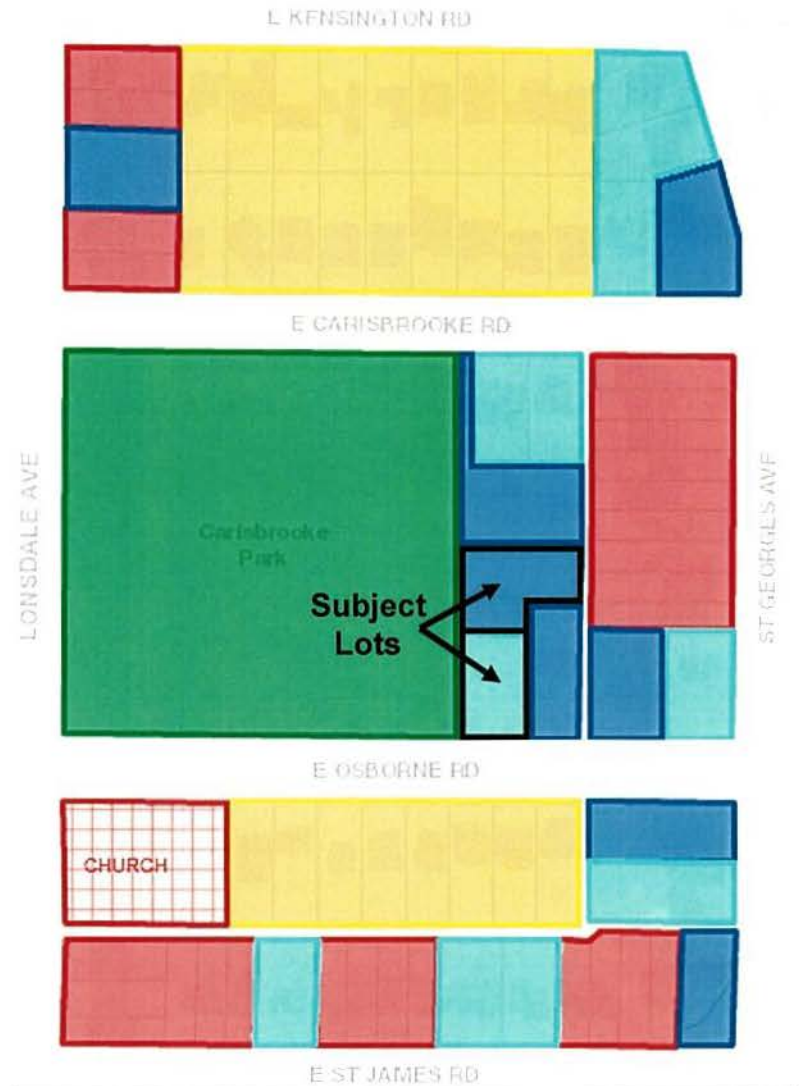 E KENSINGTON RD
E CARISBROOKE RD
LONSDALE AVE
Carisbrooke
Park
Subject
Lots
ST GEORGES AVE
E OSBORNE RD
CHURCH
E ST JAMES RD